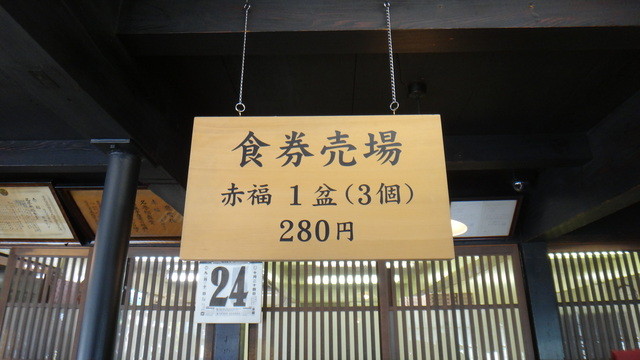 食券売場
赤福 1盆(3個)
280円
24